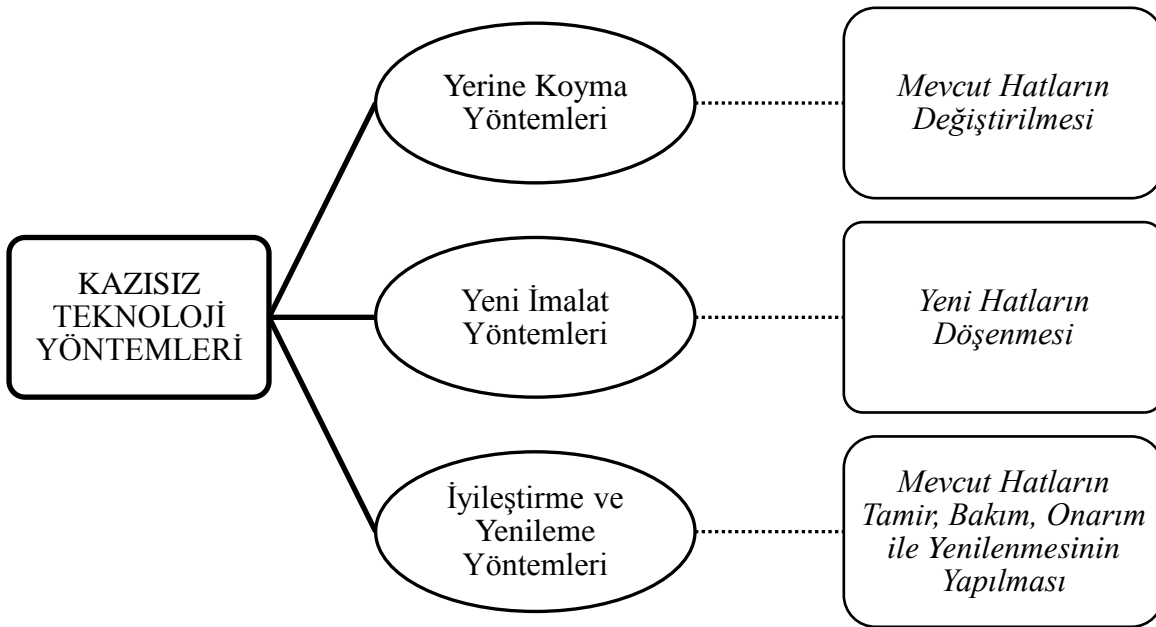 Yerine Koyma
Yöntemleri
Mevcut Hatların
Değiştirilmesi
KAZISIZ
TEKNOLOJİ
YÖNTEMLERİ
Yeni İmalat
Yöntemleri
Yeni Hatların
Döşenmesi
İyileştirme ve
Yenileme
Yöntemleri
Mevcut Hatların
Tamir, Bakım, Onarım
ile Yenilenmesinin
Yapılması